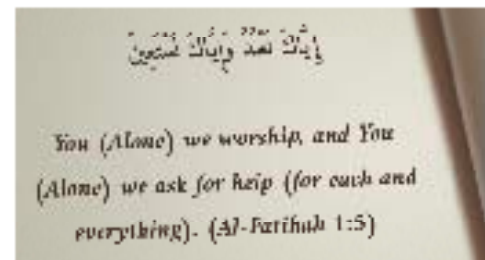 إِيَّاكَ نَعْبُدُ وَإِيَّاكَ نَسْتَعِينُ
You (Alone) we worship, and You
(Alone) we ask for help (for each and
everything). (Al-Fatihah 1:5)